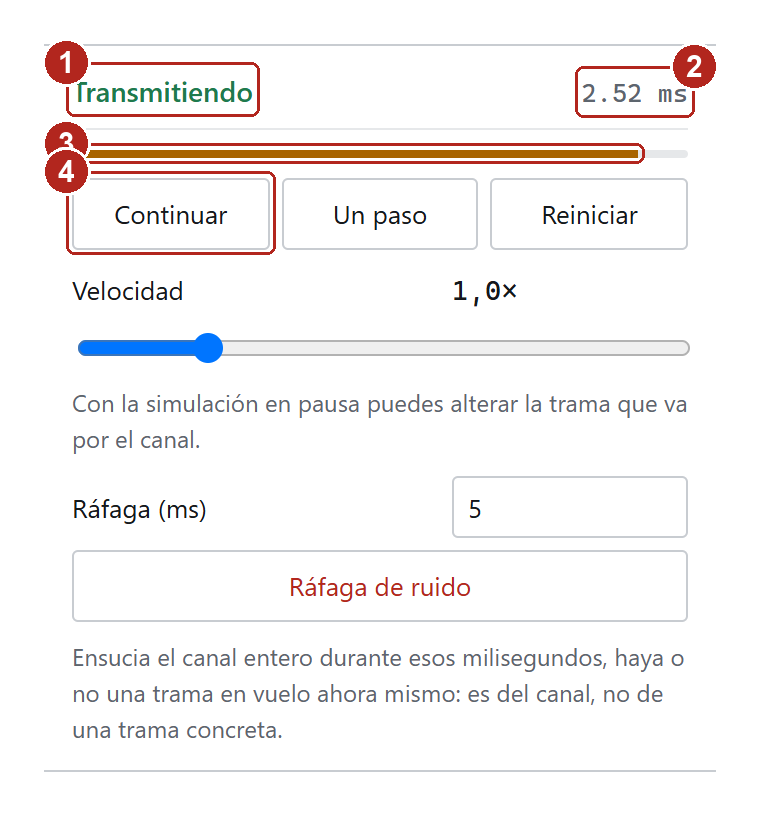 1
Transmitiendo
2
2.52 ms
3
4
Continuar
Un paso
Reiniciar
Velocidad
1,0×
Con la simulación en pausa puedes alterar la trama que va
por el canal.
Ráfaga (ms)
5
Ráfaga de ruido
Ensucia el canal entero durante esos milisegundos, haya o
no una trama en vuelo ahora mismo: es del canal, no de
una trama concreta.